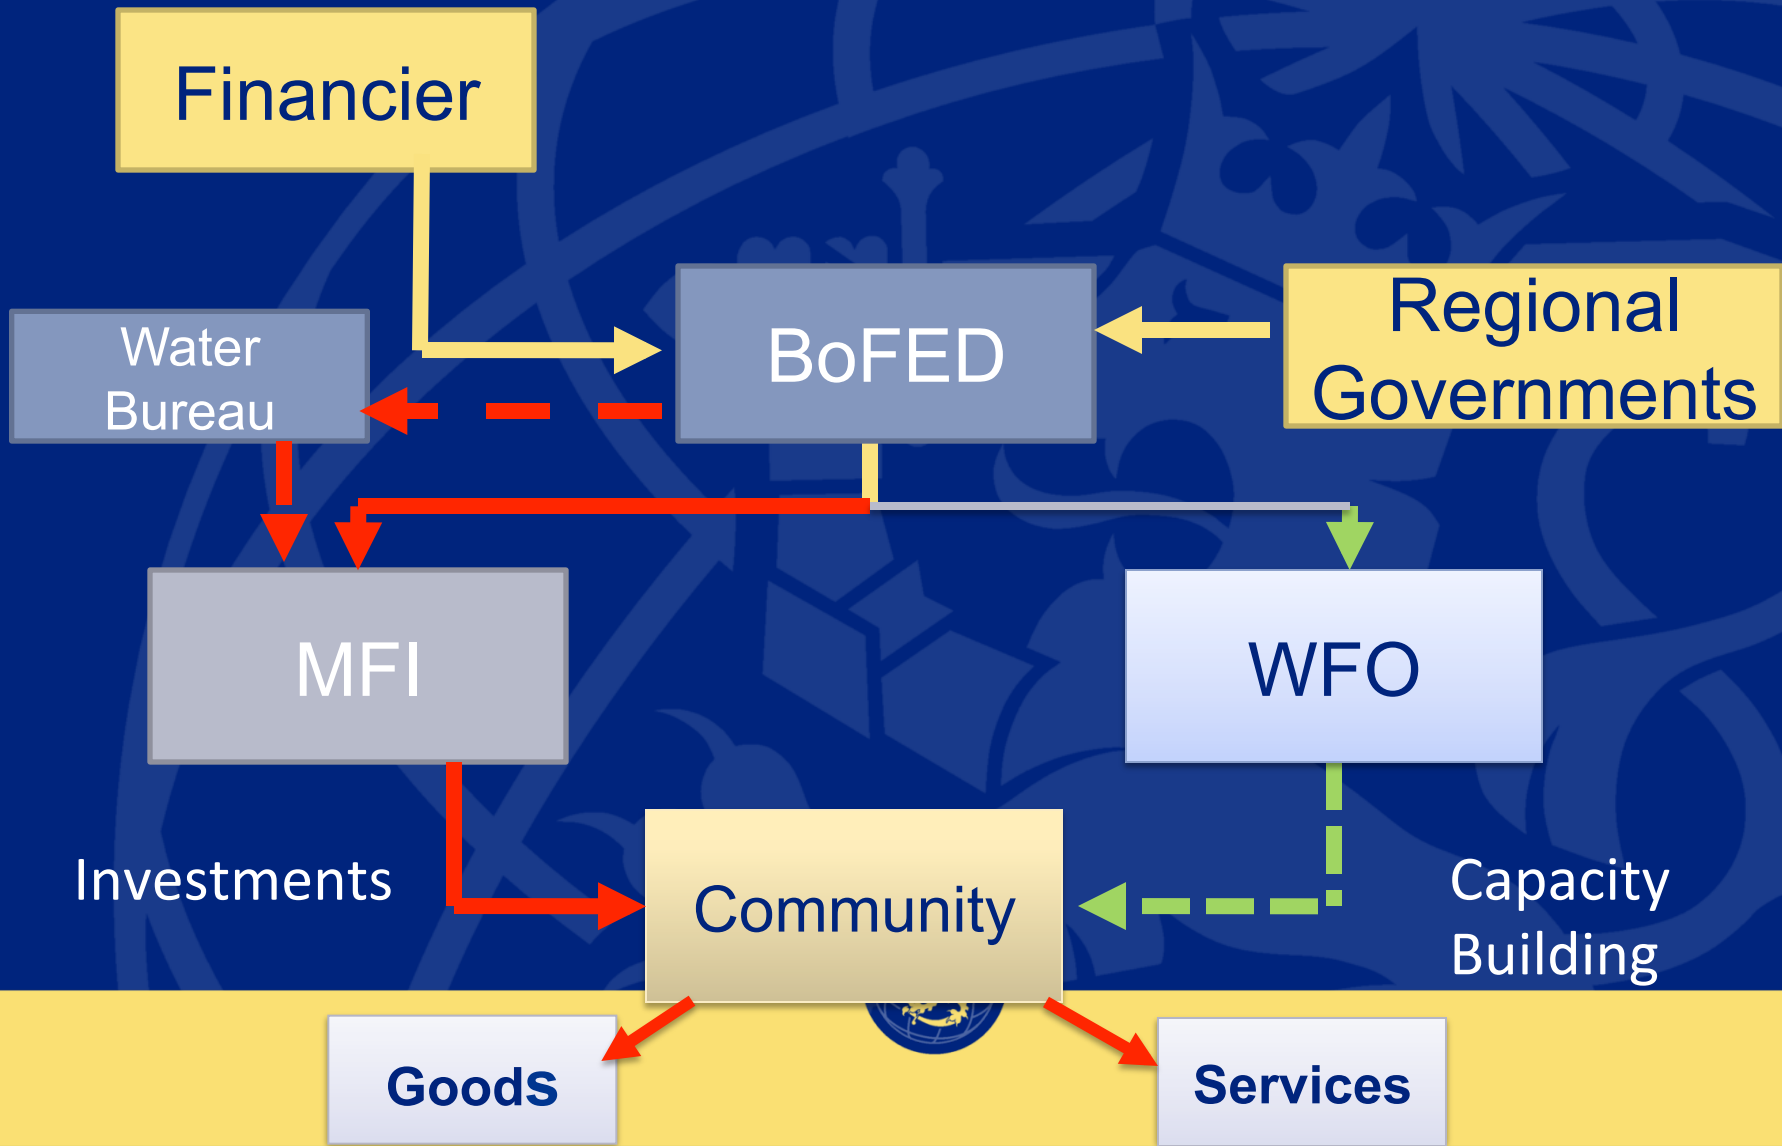 Financier
Water
Bureau
BoFED
Regional
Governments
MFI
WFO
Investments
Community
Capacity
Building
Goods
Services